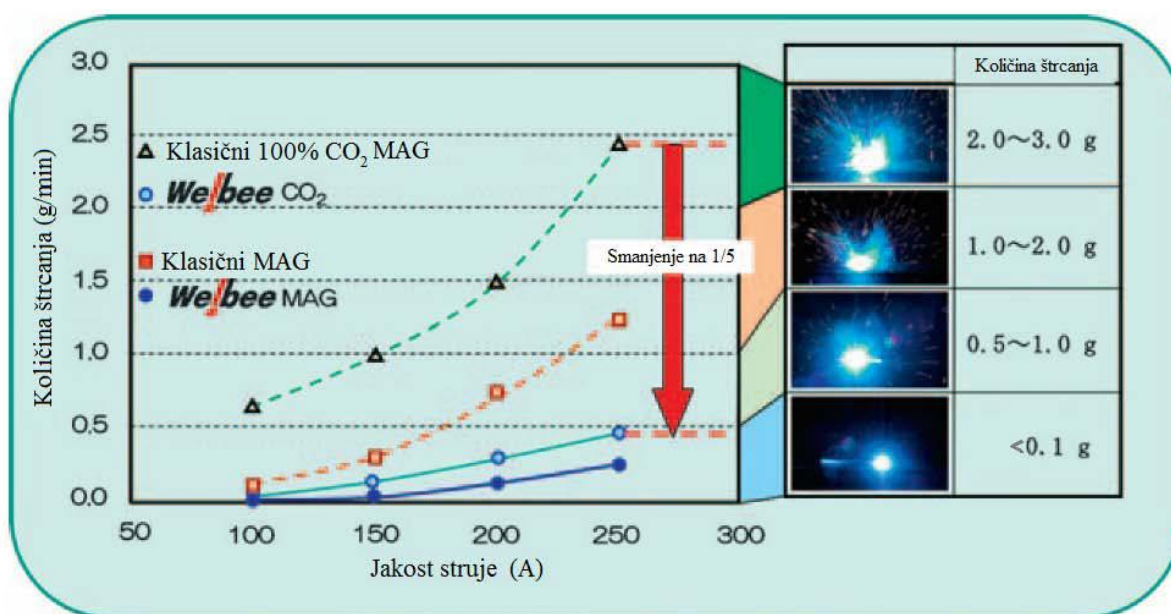 Količina štrcanja (g/min)
3.0
2.5
2.0
1.5
1.0
0.5
0.0
50 100 150 200 250 300
Jakost struje (A)
Klasični 100% CO₂ MAG
Welbee CO₂
Klasični MAG
Welbee MAG
Smanjenje na 1/5
Količina štrcanja
2.0~3.0 g
1.0~2.0 g
0.5~1.0 g
<0.1 g